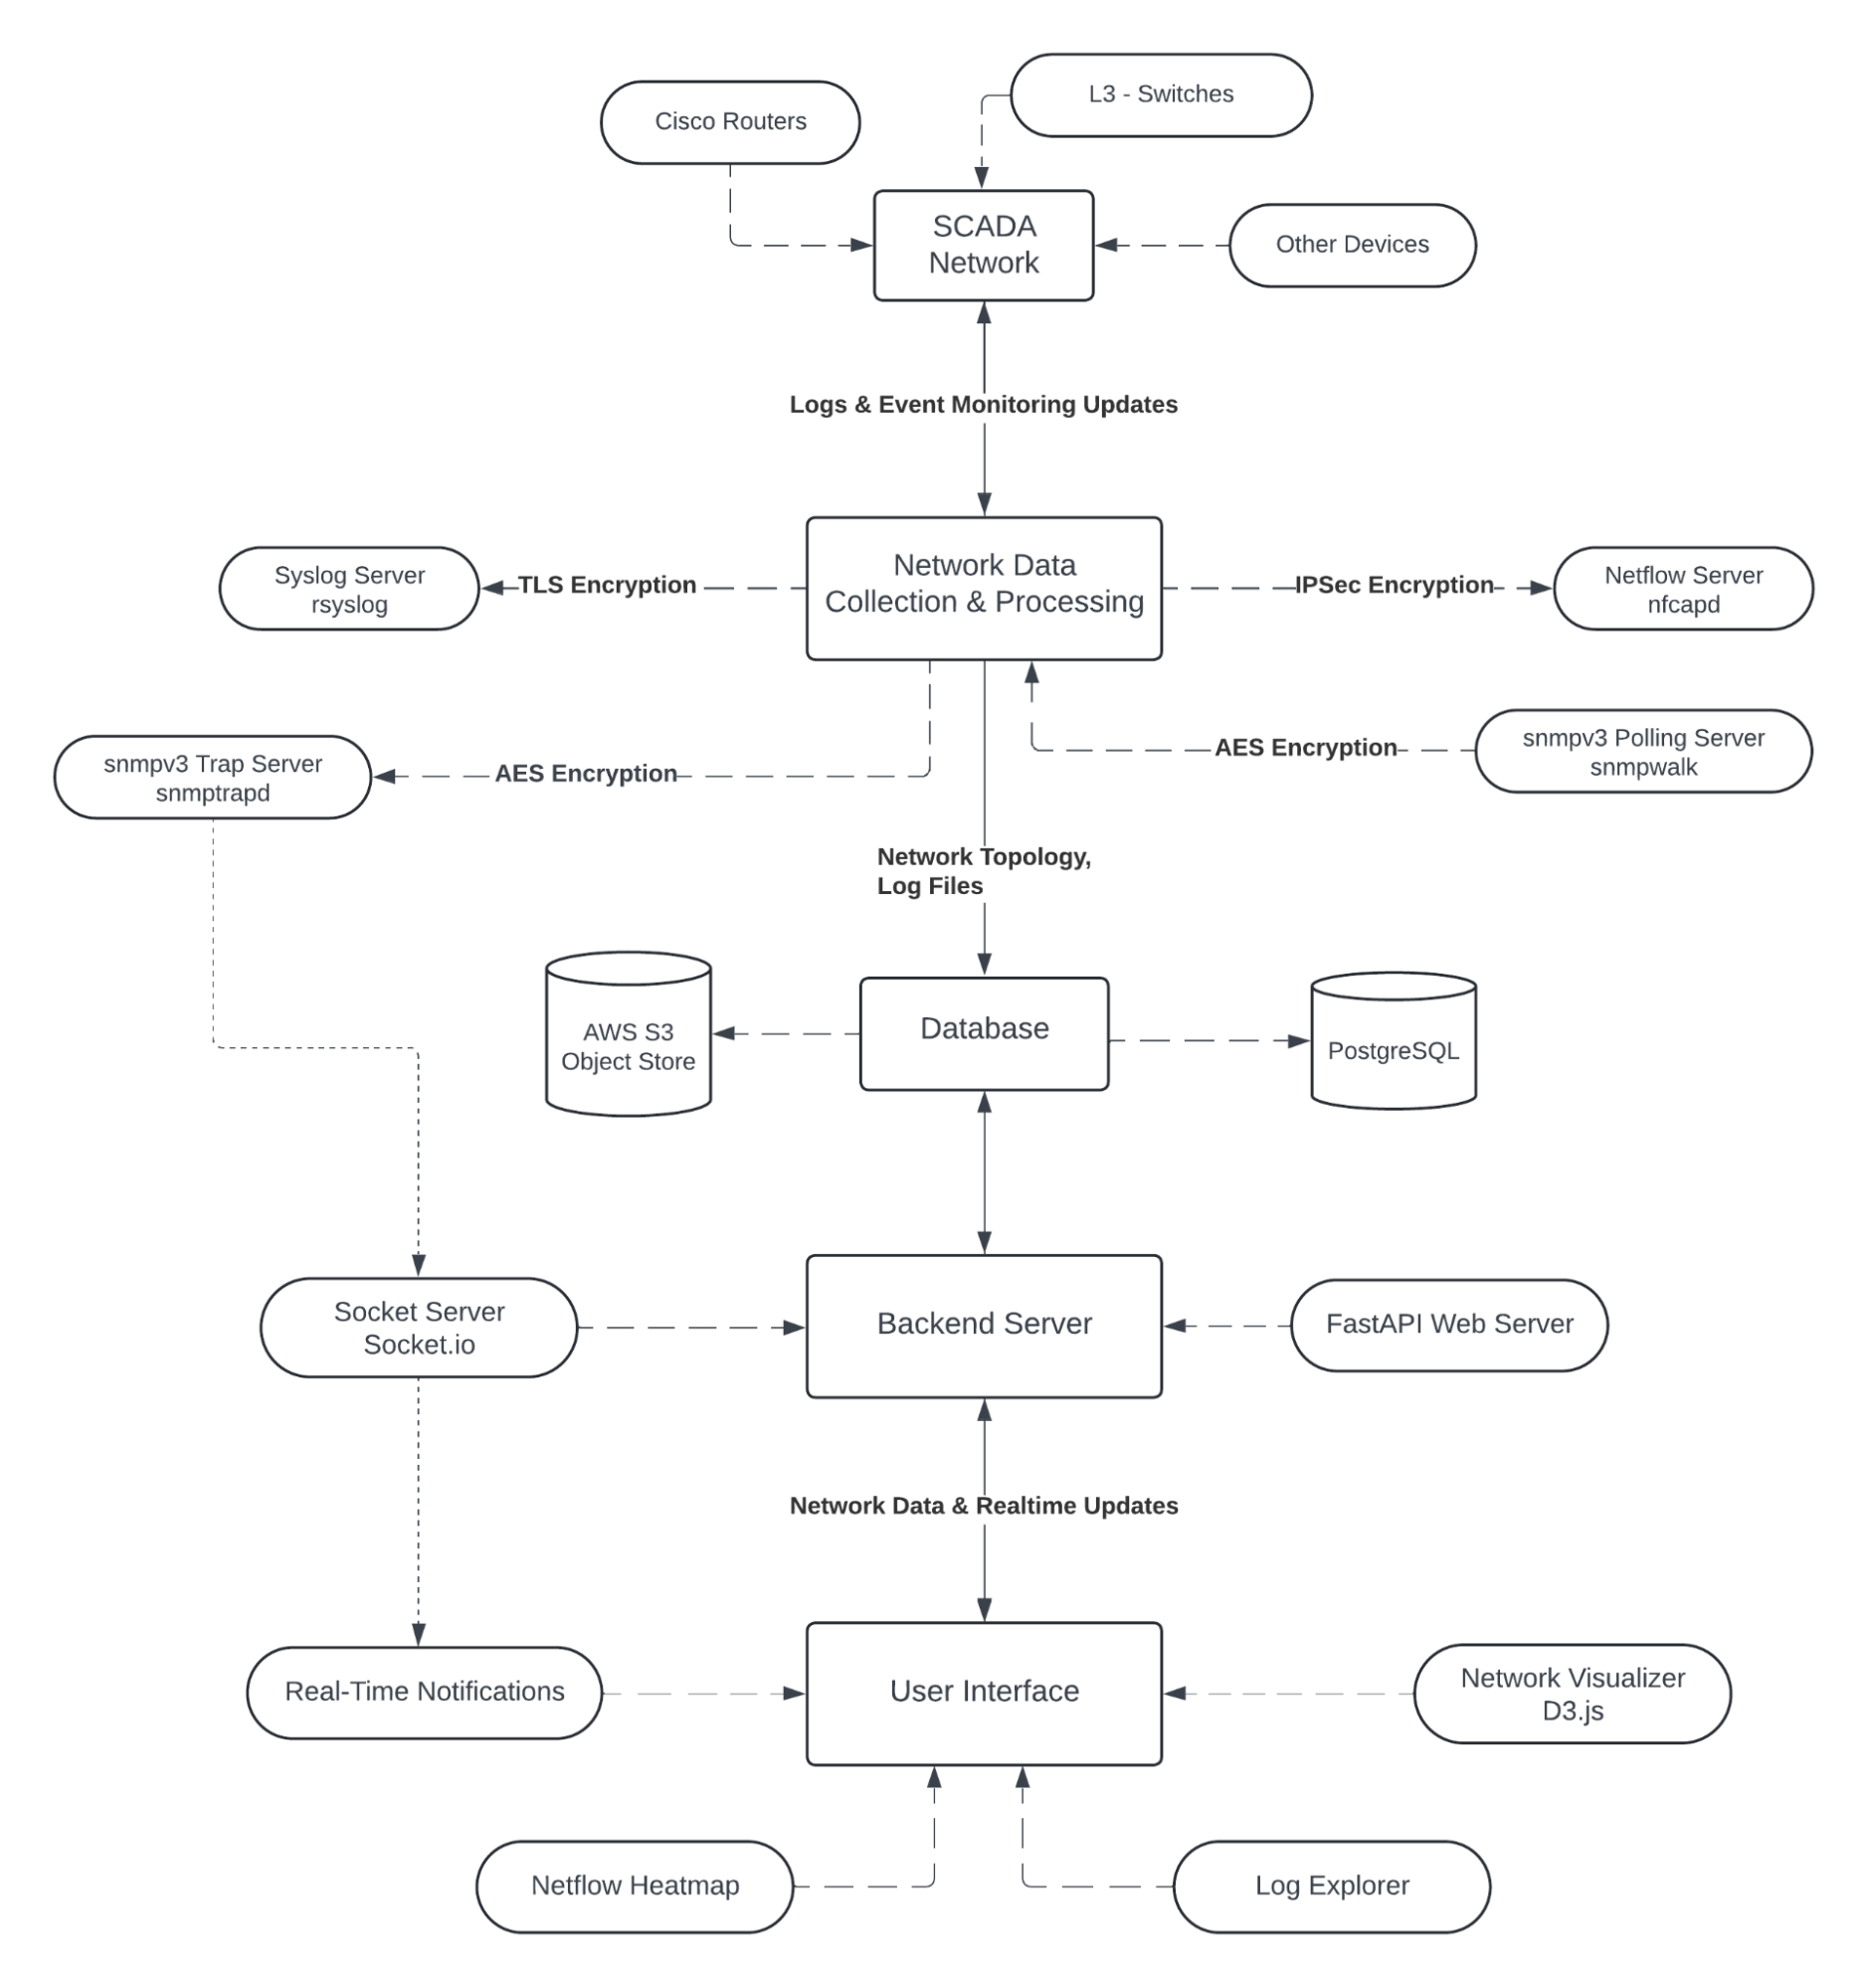 L3 - Switches
Cisco Routers
SCADA
Network
Other Devices
Logs & Event Monitoring Updates
Syslog Server
rsyslog
TLS Encryption
Network Data
Collection & Processing
IPSec Encryption
Netflow Server
nfcapd
snmpv3 Trap Server
snmptrapd
AES Encryption
AES Encryption
snmpv3 Polling Server
snmpwalk
Network Topology,
Log Files
AWS S3
Object Store
Database
PostgreSQL
Socket Server
Socket.io
Backend Server
FastAPI Web Server
Network Data & Realtime Updates
Real-Time Notifications
User Interface
Network Visualizer
D3.js
Netflow Heatmap
Log Explorer